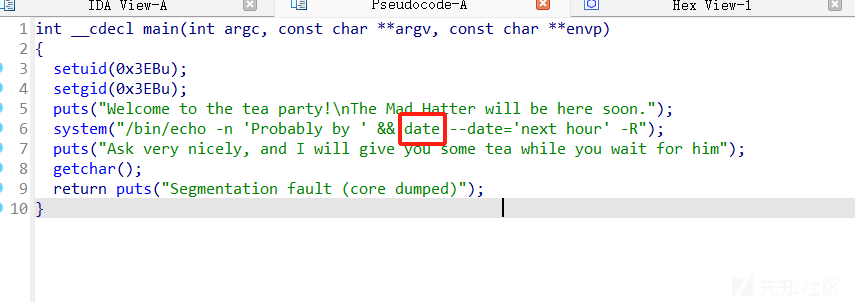 IDA View-A Pseudocode-A Hex View-1
1 int __cdecl main(int argc, const char **argv, const char **envp)
2 {
3 setuid(0x3EBu);
4 setgid(0x3EBu);
5 puts("Welcome to the tea party!\nThe Mad Hatter will be here soon.");
6 system("/bin/echo -n 'Probably by ' && date --date='next hour' -R");
7 puts("Ask very nicely, and I will give you some tea while you wait for him");
8 getchar();
9 return puts("Segmentation fault (core dumped)");
10 }
先知社区